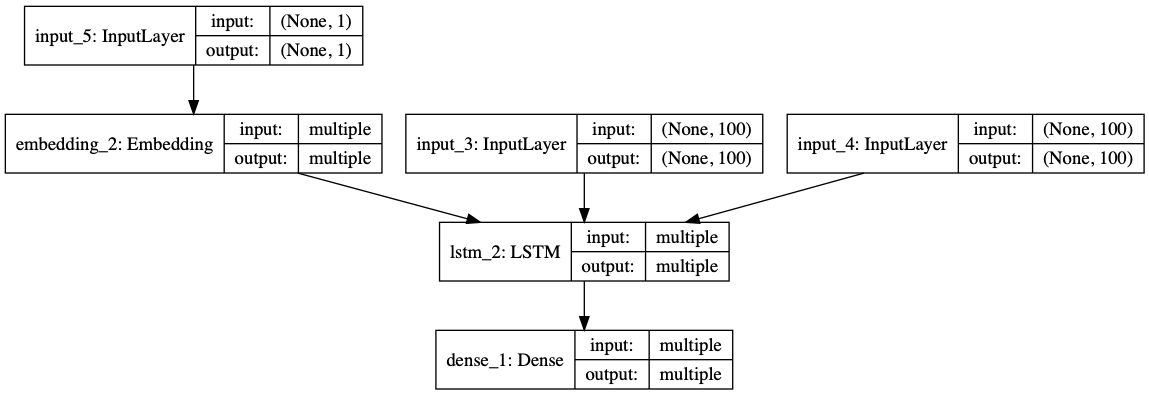 input_5: InputLayer
input: (None, 1)
output: (None, 1)
embedding_2: Embedding
input: multiple
output: multiple
input_3: InputLayer
input: (None, 100)
output: (None, 100)
input_4: InputLayer
input: (None, 100)
output: (None, 100)
lstm_2: LSTM
input: multiple
output: multiple
dense_1: Dense
input: multiple
output: multiple